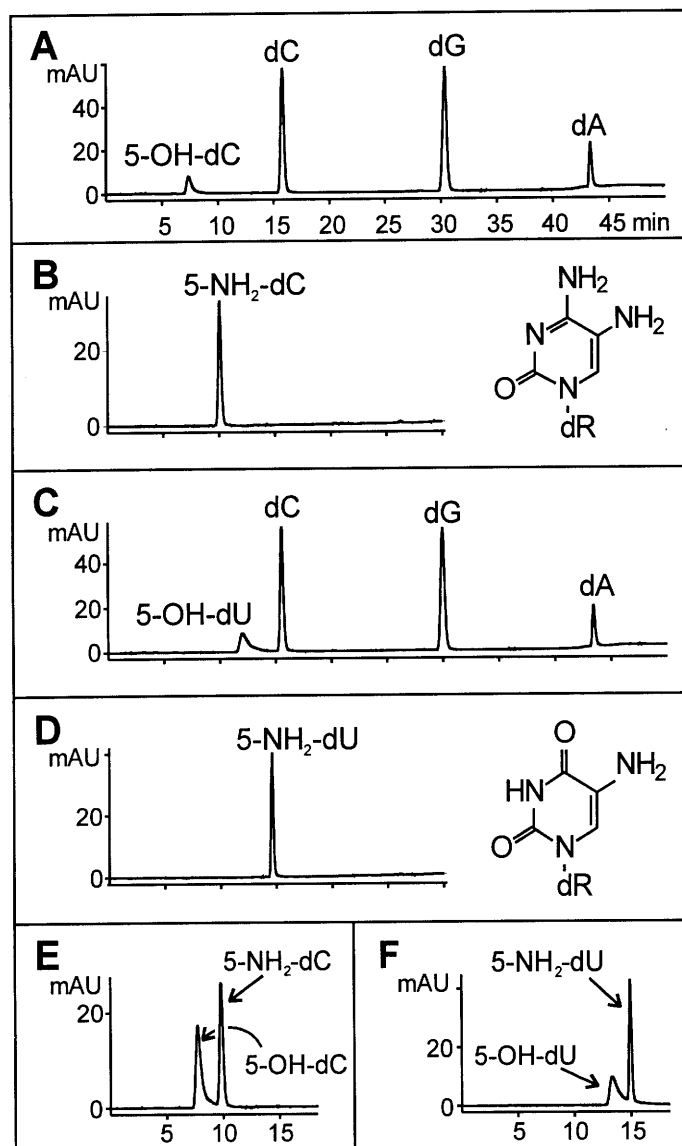 A
mAU
dC
dG
dA
5-OH-dC
40
20
0
5 10 15 20 25 30 35 40 45 min
B
mAU
5-NH₂-dC
20
0
NH₂
N
NH₂
O
N
dR
C
mAU
dC
dG
dA
5-OH-dU
40
20
0
D
mAU
5-NH₂-dU
20
0
O
HN
NH₂
O
N
dR
E
mAU
5-NH₂-dC
20
5-OH-dC
0
5 10 15
F
mAU
5-NH₂-dU
5-OH-dU
20
0
5 10 15